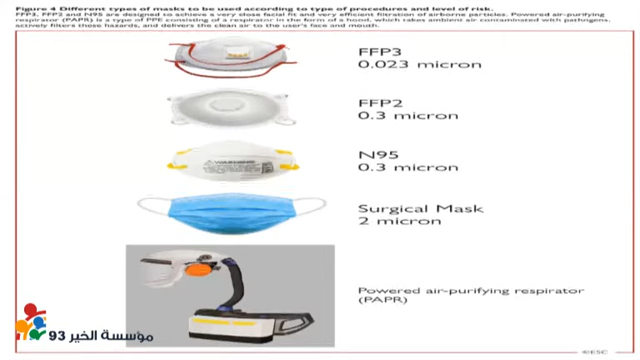 Figure 4 Different types of masks to be used according to type of procedures and level of risk.
FFP3, FFP2 and N95 are designed to achieve a very close facial fit and very efficient filtration of airborne particles. Powered air-purifying
respirator (PAPR) is a type of PPE consisting of a respirator in the form of a hood, which takes ambient air contaminated with pathogens,
actively filters those hazards, and delivers the clean air to the user's face and mouth.
FFP3
0.023 micron
FFP2
0.3 micron
WARNING
N95
0.3 micron
Surgical Mask
2 micron
Powered air-purifying respirator
(PAPR)
مؤسسة الخير 93
©ESC